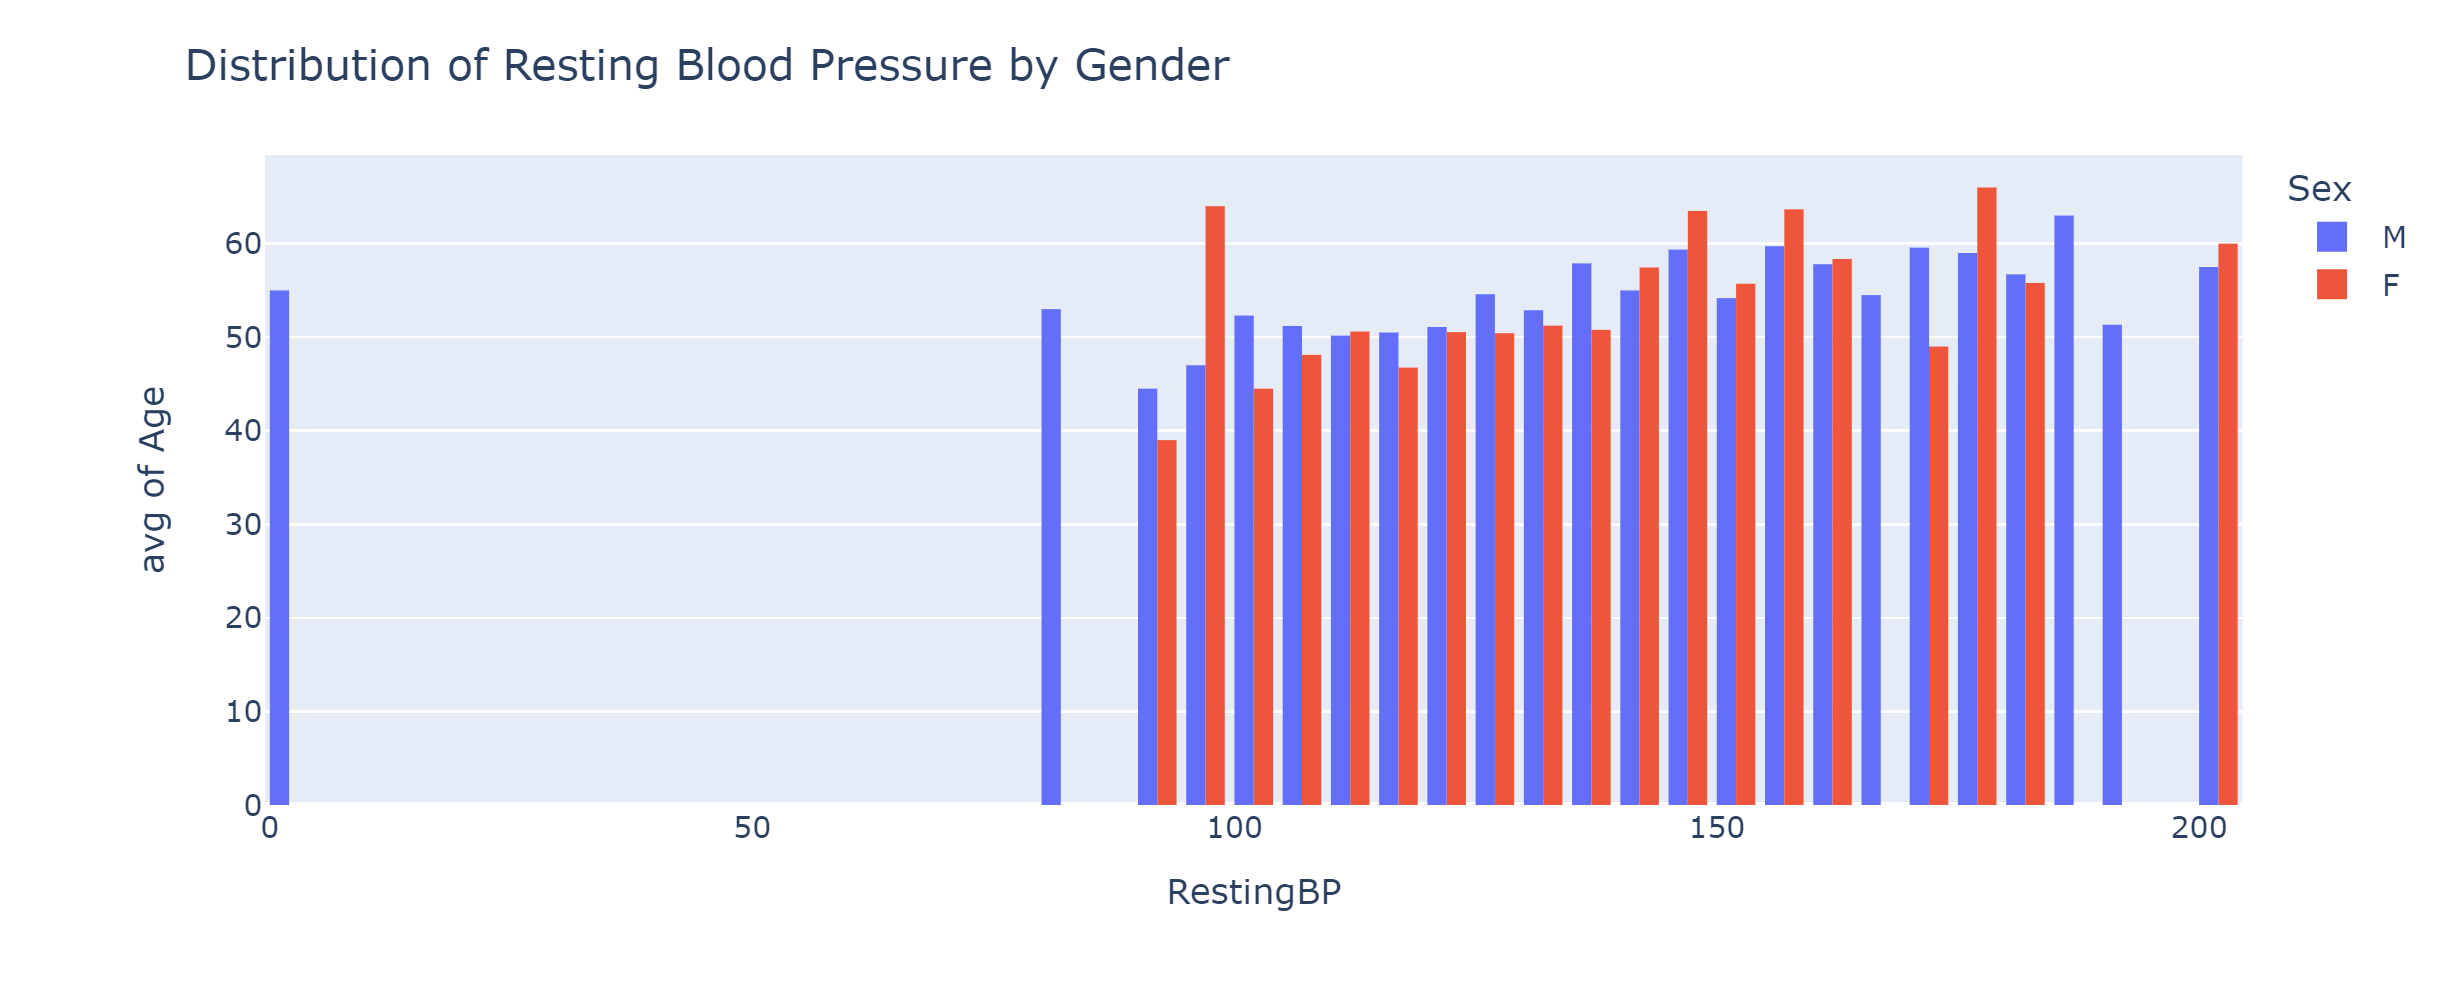 Distribution of Resting Blood Pressure by Gender
Sex
M
F
60
50
40
30
20
10
0
avg of Age
0 50 100 150 200
RestingBP